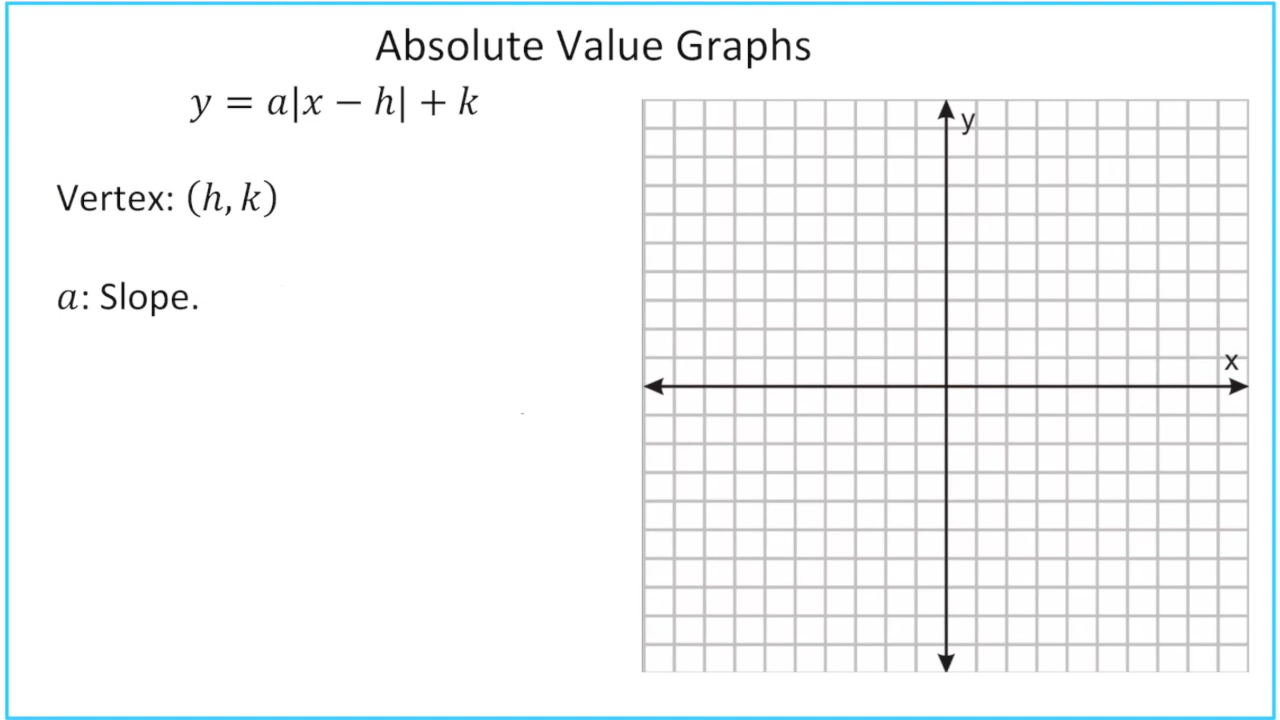 Absolute Value Graphs
𝑦 = 𝑎|𝑥 − ℎ| + 𝑘
Vertex: (ℎ, 𝑘)
𝑎: Slope.
y
x